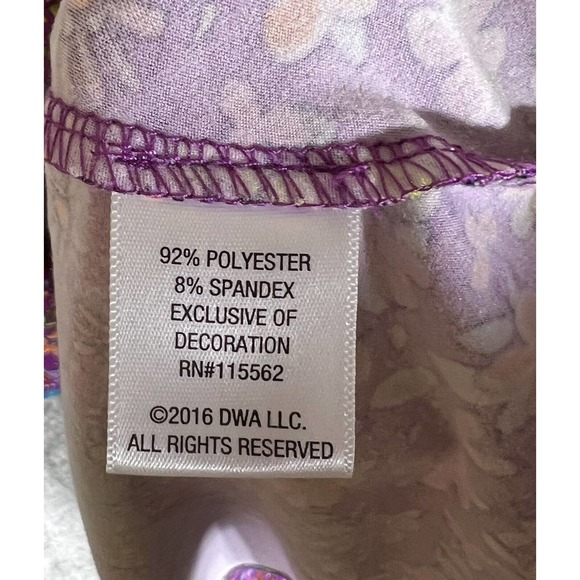 92% POLYESTER
8% SPANDEX
EXCLUSIVE OF
DECORATION
RN#115562
©2016 DWA LLC.
ALL RIGHTS RESERVED